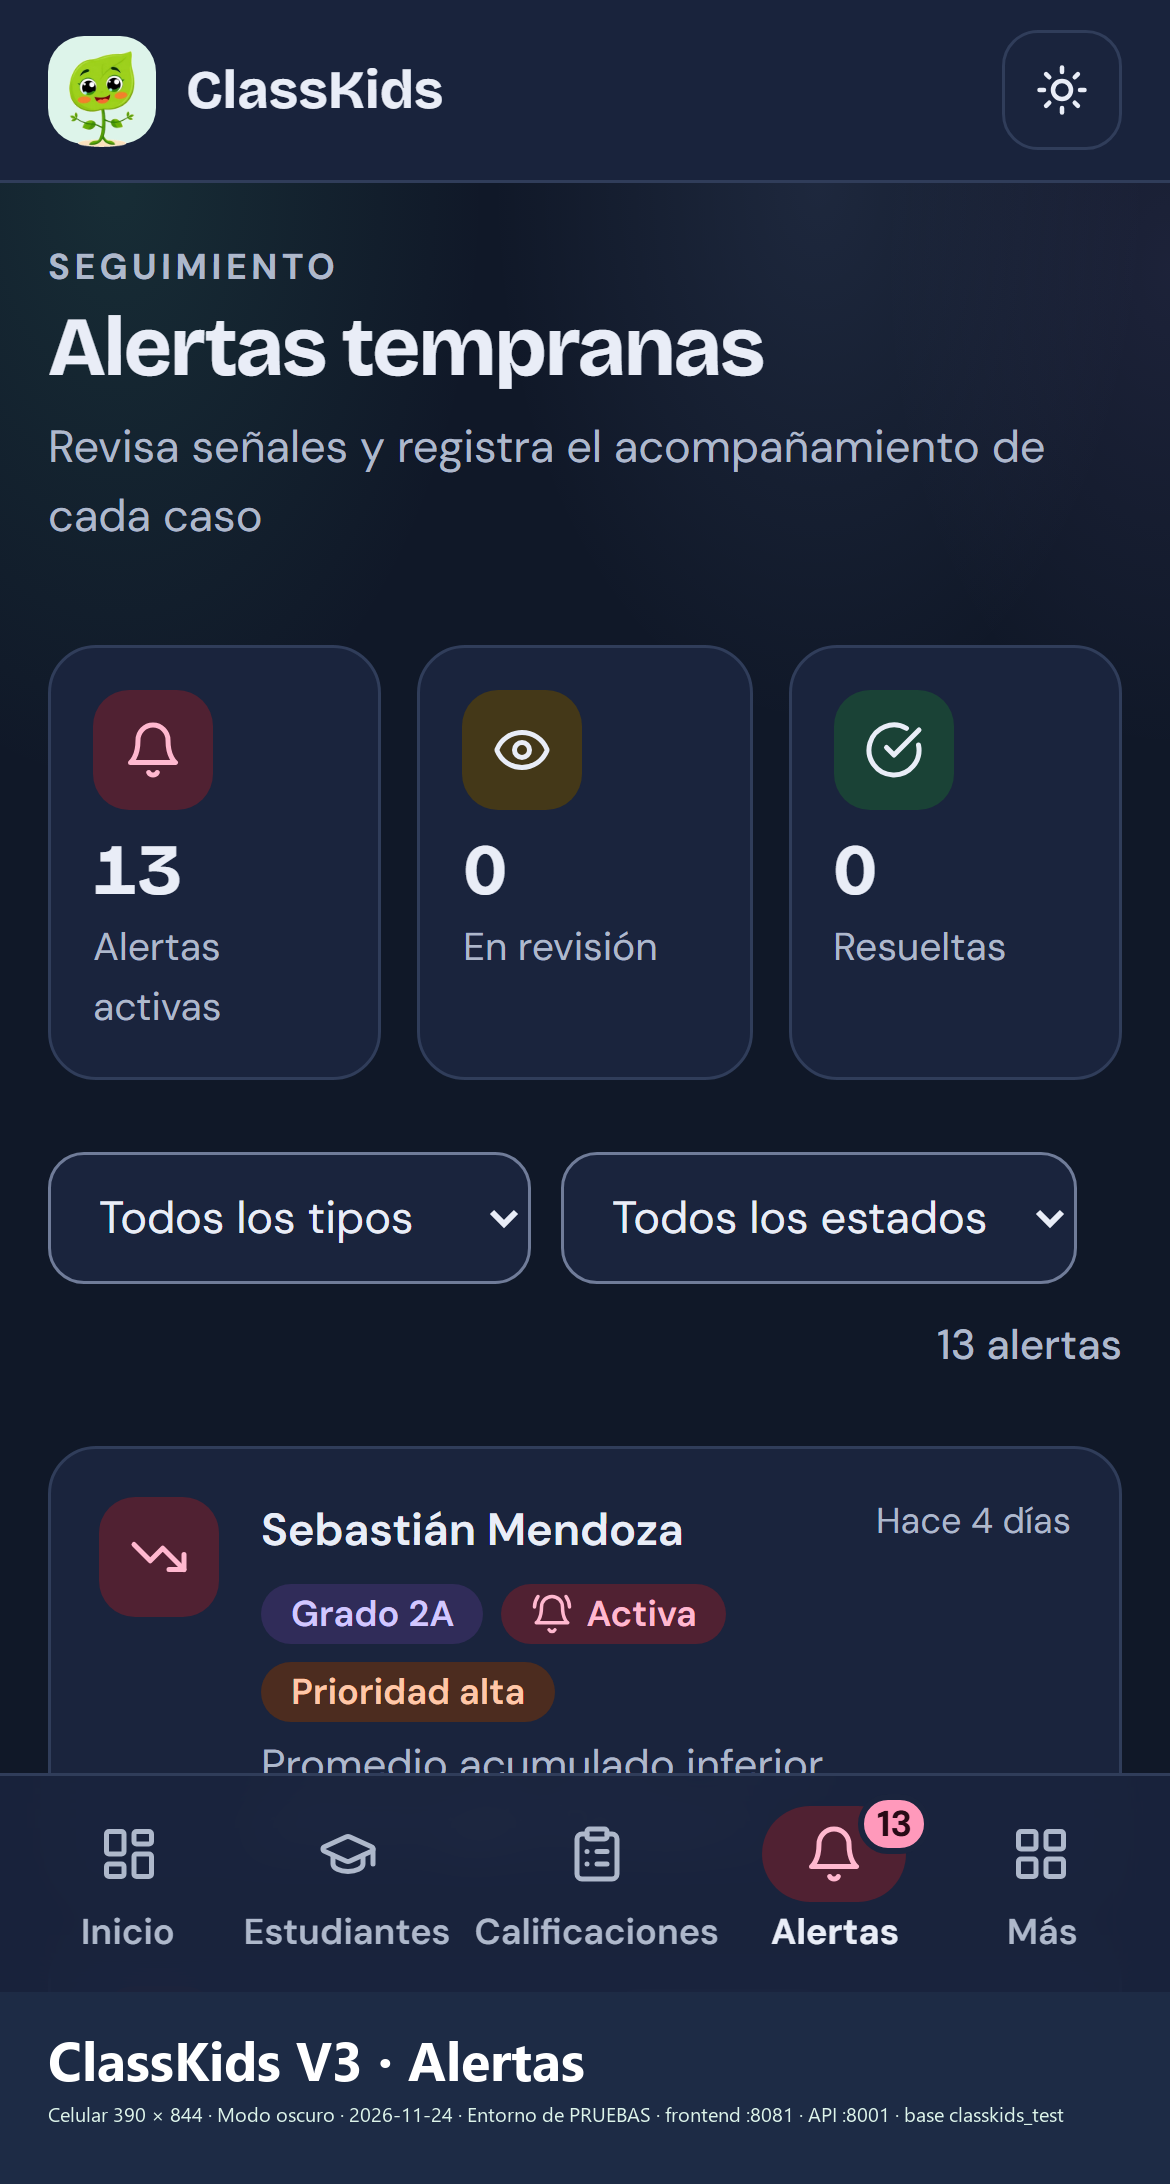 ClassKids
SEGUIMIENTO
Alertas tempranas
Revisa señales y registra el acompañamiento de
cada caso
13
Alertas
activas
0
En revisión
0
Resueltas
Todos los tipos
Todos los estados
13 alertas
Sebastián Mendoza
Hace 4 días
Grado 2A
Activa
Prioridad alta
Promedio acumulado inferior
13
Inicio
Estudiantes
Calificaciones
Alertas
Más
ClassKids V3 · Alertas
Celular 390 × 844 · Modo oscuro · 2026-11-24 · Entorno de PRUEBAS · frontend :8081 · API :8001 · base classkids_test